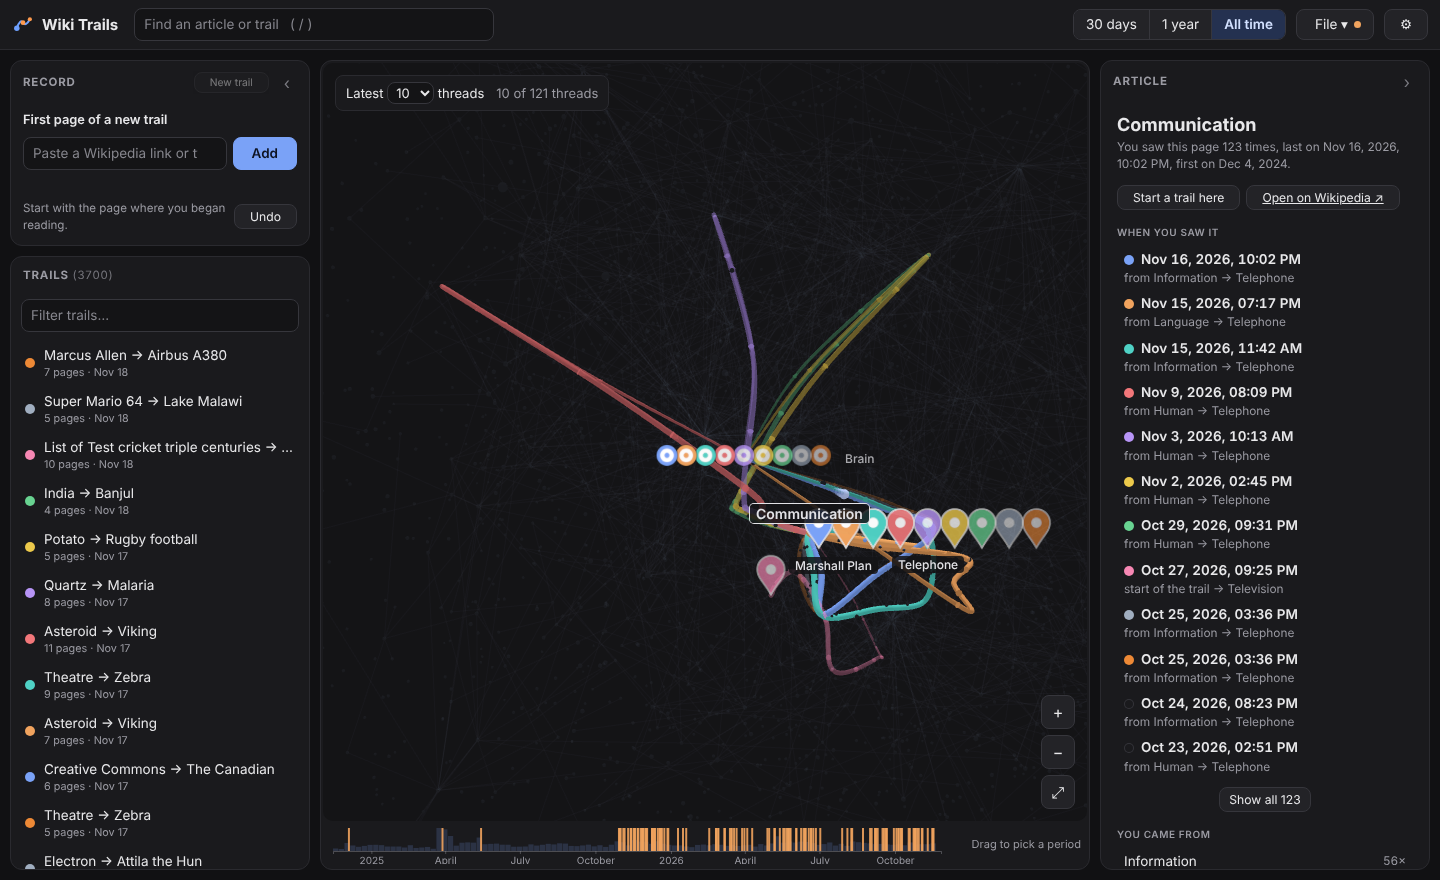 Wiki Trails
Find an article or trail ( / )
30 days
1 year
All time
File ▾
RECORD
New trail
First page of a new trail
Paste a Wikipedia link or t
Add
Start with the page where you began
reading.
Undo
TRAILS (3700)
Filter trails...
Marcus Allen → Airbus A380
7 pages · Nov 18
Super Mario 64 → Lake Malawi
5 pages · Nov 18
List of Test cricket triple centuries → ...
10 pages · Nov 18
India → Banjul
4 pages · Nov 18
Potato → Rugby football
5 pages · Nov 17
Quartz → Malaria
8 pages · Nov 17
Asteroid → Viking
11 pages · Nov 17
Theatre → Zebra
9 pages · Nov 17
Asteroid → Viking
7 pages · Nov 17
Creative Commons → The Canadian
6 pages · Nov 17
Theatre → Zebra
5 pages · Nov 17
Electron → Attila the Hun
Latest 10 threads 10 of 121 threads
Brain
Communication
Marshall Plan
Telephone
+
−
2025
April
July
October
2026
April
July
October
Drag to pick a period
ARTICLE
Communication
You saw this page 123 times, last on Nov 16, 2026,
10:02 PM, first on Dec 4, 2024.
Start a trail here
Open on Wikipedia ↗
WHEN YOU SAW IT
Nov 16, 2026, 10:02 PM
from Information → Telephone
Nov 15, 2026, 07:17 PM
from Language → Telephone
Nov 15, 2026, 11:42 AM
from Information → Telephone
Nov 9, 2026, 08:09 PM
from Human → Telephone
Nov 3, 2026, 10:13 AM
from Human → Telephone
Nov 2, 2026, 02:45 PM
from Human → Telephone
Oct 29, 2026, 09:31 PM
from Human → Telephone
Oct 27, 2026, 09:25 PM
start of the trail → Television
Oct 25, 2026, 03:36 PM
from Information → Telephone
Oct 25, 2026, 03:36 PM
from Information → Telephone
Oct 24, 2026, 08:23 PM
from Information → Telephone
Oct 23, 2026, 02:51 PM
from Human → Telephone
Show all 123
YOU CAME FROM
Information 56×